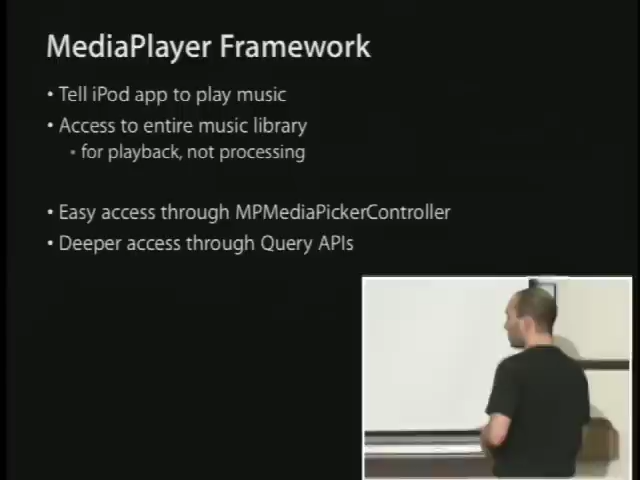 MediaPlayer Framework
• Tell iPod app to play music
• Access to entire music library
▪ for playback, not processing
• Easy access through MPMediaPickerController
• Deeper access through Query APIs